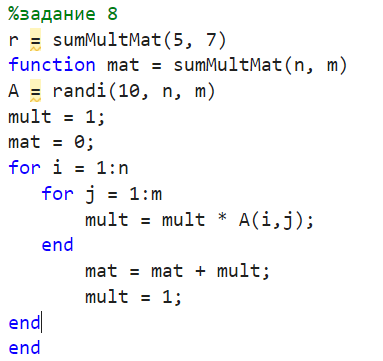 %задание 8
r = sumMultMat(5, 7)
function mat = sumMultMat(n, m)
A = randi(10, n, m)
mult = 1;
mat = 0;
for i = 1:n
   for j = 1:m
       mult = mult * A(i,j);
   end
       mat = mat + mult;
       mult = 1;
end
end